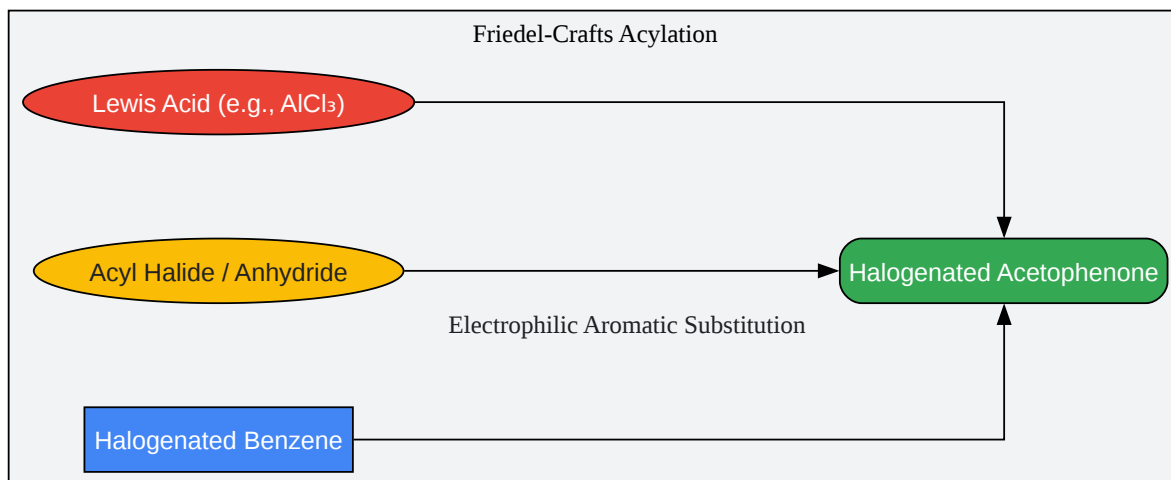 Friedel-Crafts Acylation
Lewis Acid (e.g., AlCl₃)
Acyl Halide / Anhydride
Halogenated Acetophenone
Electrophilic Aromatic Substitution
Halogenated Benzene